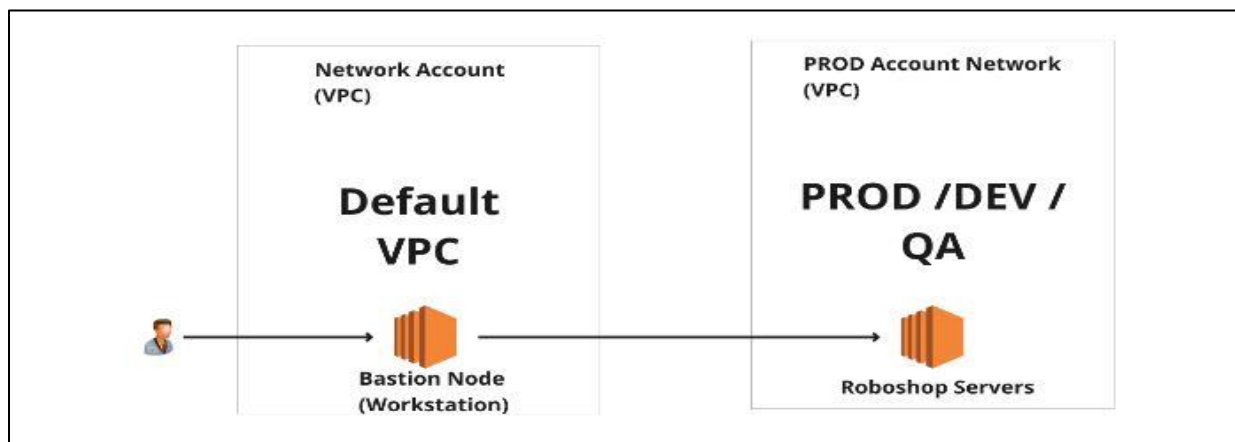 Network Account
(VPC)
Default
VPC
Bastion Node
(Workstation)
PROD Account Network
(VPC)
PROD /DEV /
QA
Roboshop Servers